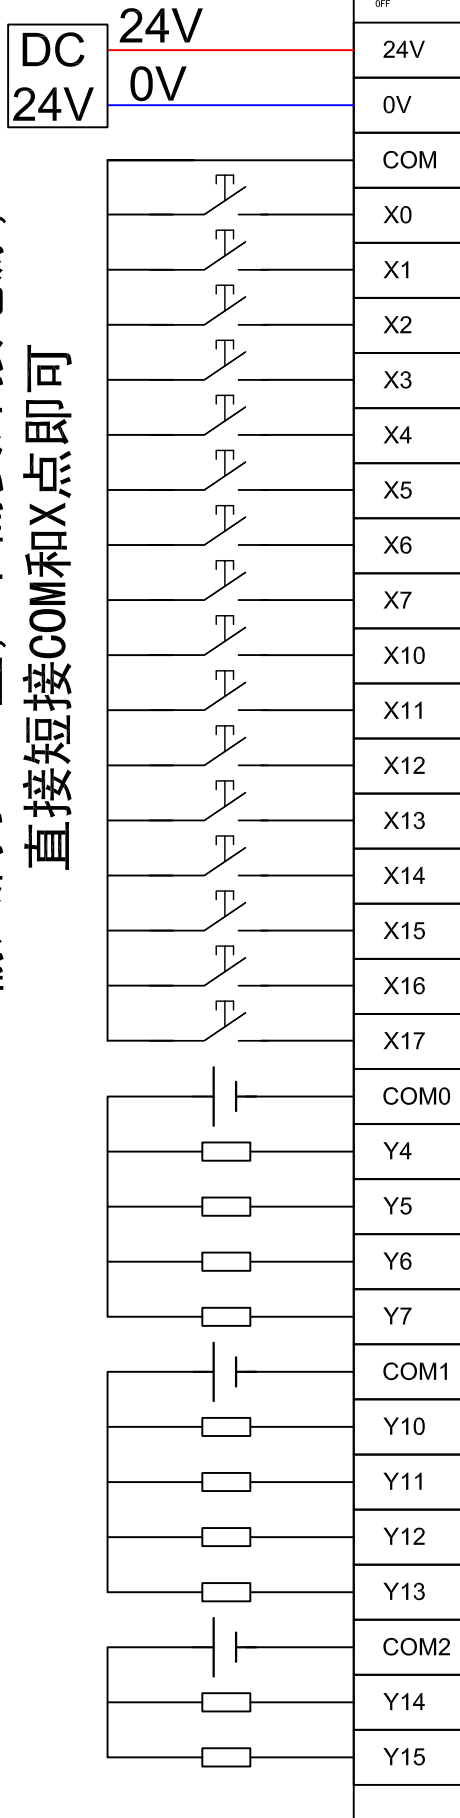 OFF
DC
24V
24V
0V
24V
0V
COM
X0
X1
X2
X3
X4
X5
X6
X7
X10
X11
X12
X13
X14
X15
X16
X17
COM0
Y4
Y5
Y6
Y7
COM1
Y10
Y11
Y12
Y13
COM2
Y14
Y15
直接短接COM和X点即可